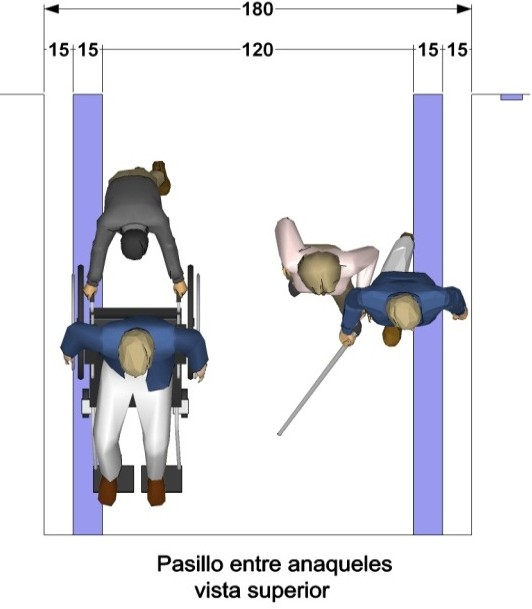 180
15 15 120 15 15
Pasillo entre anaqueles
vista superior